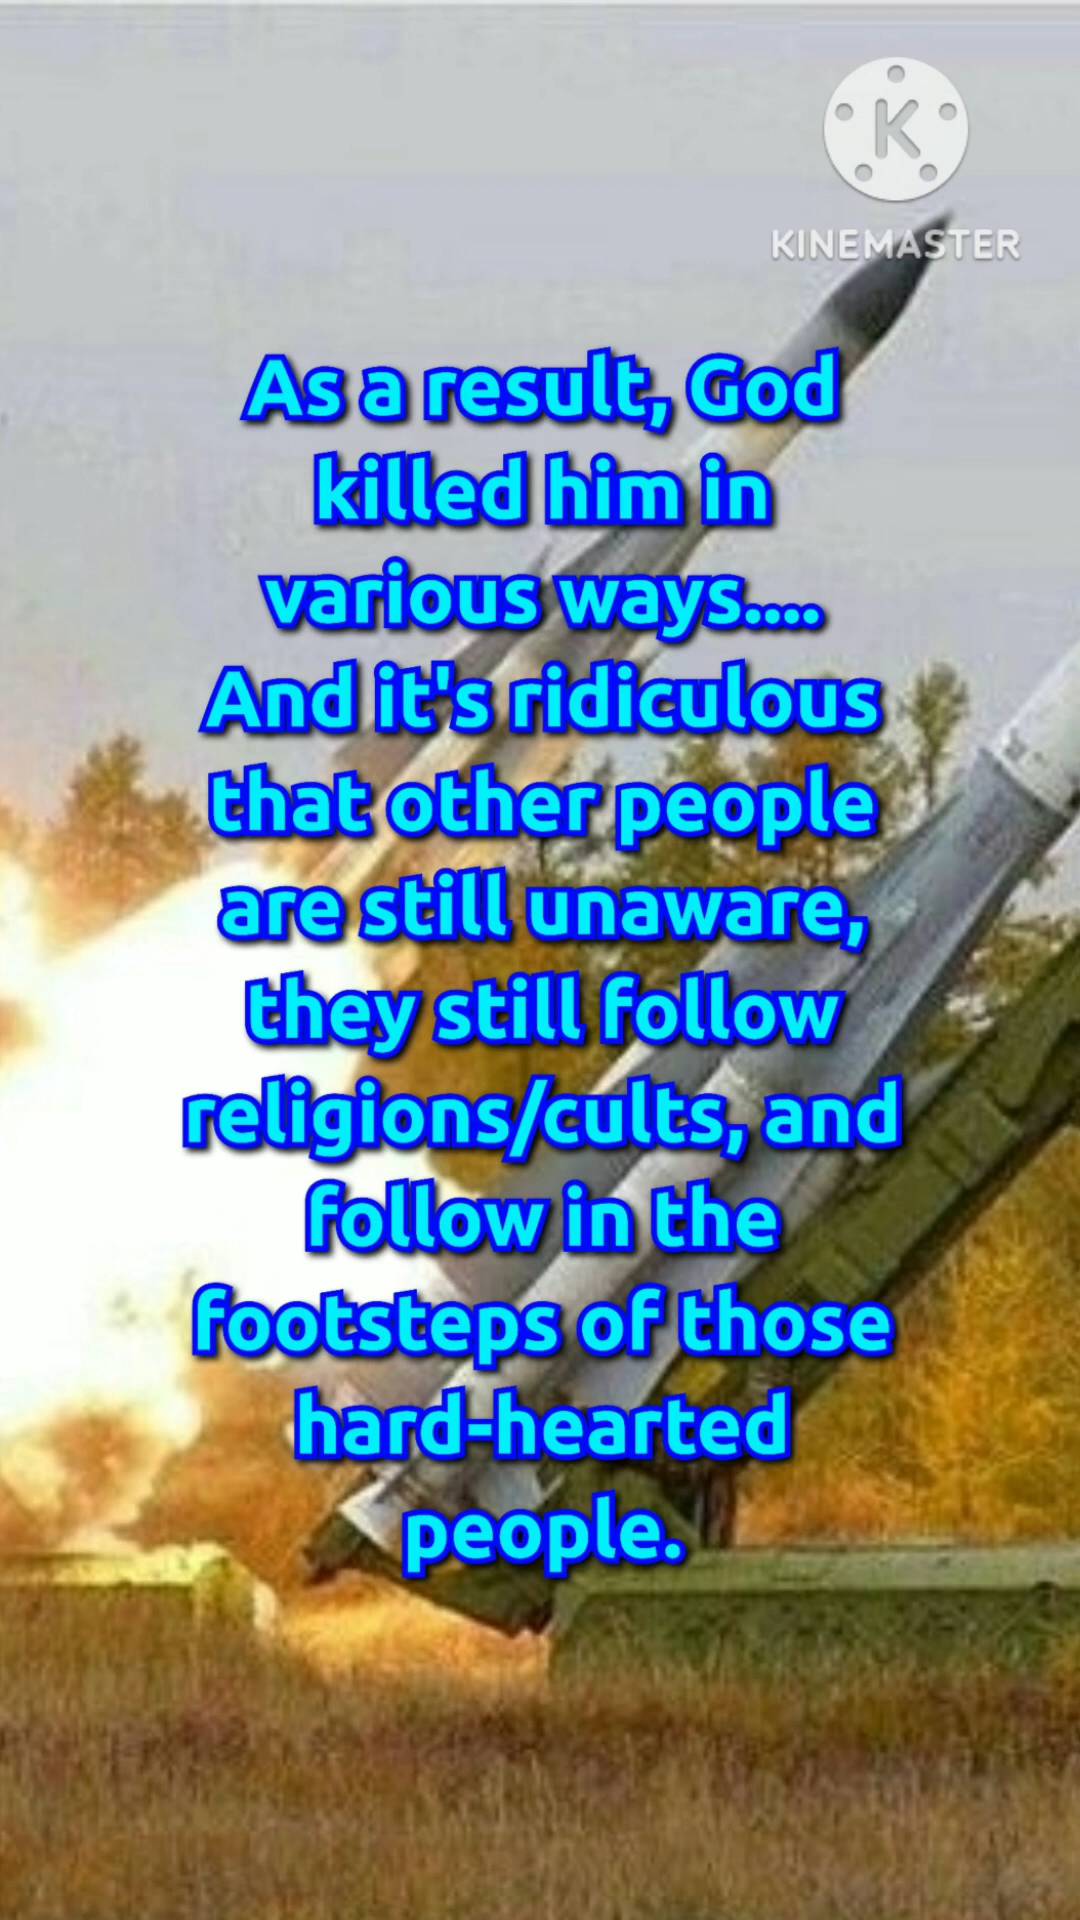 KINEMASTER
As a result, God
killed him in
various ways....
And it's ridiculous
that other people
are still unaware,
they still follow
religions/cults, and
follow in the
footsteps of those
hard-hearted
people.